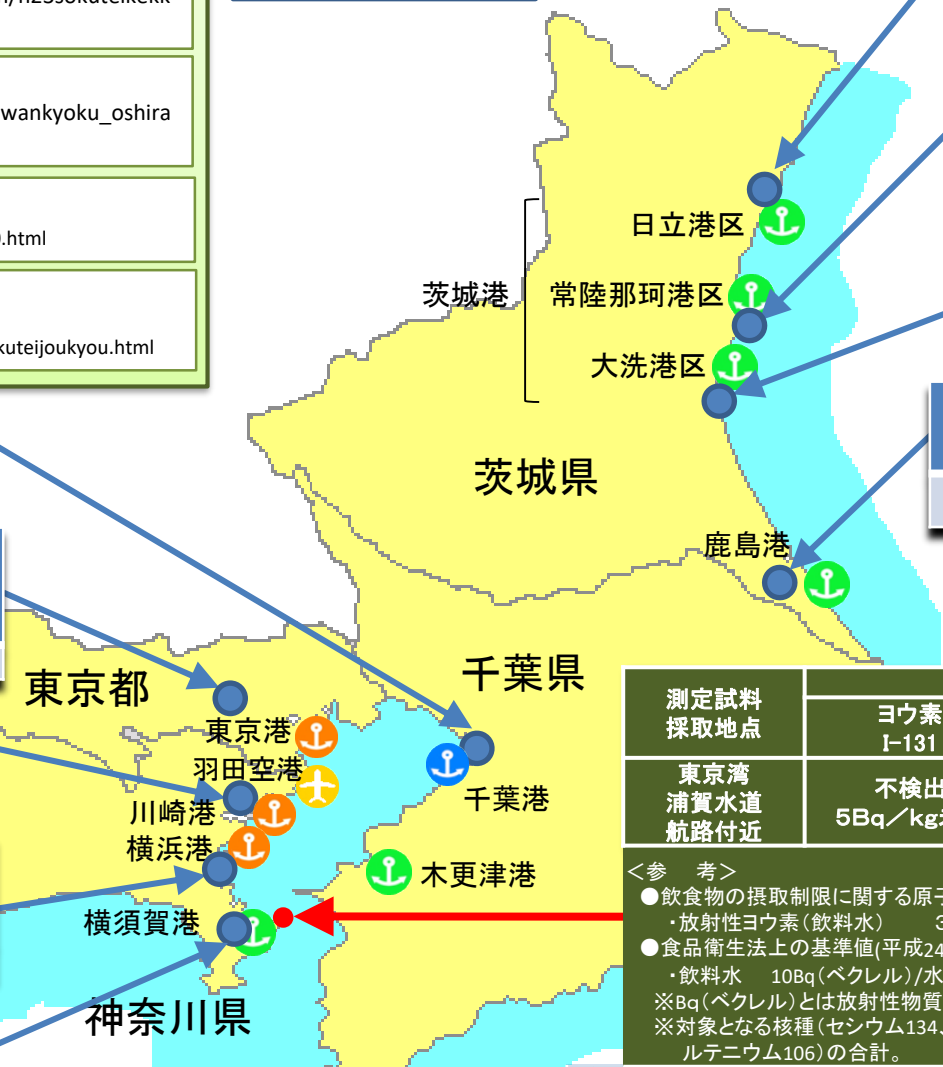 wankyoku_oshira
.html
kuteijoukyou.html
日立港区
茨城港
常陸那珂港区
大洗港区
茨城県
鹿島港
千葉県
東京都
東京港
羽田空港
川崎港
千葉港
横浜港
木更津港
横須賀港
神奈川県
測定試料
採取地点
ヨウ素
I-131
東京湾
浦賀水道
航路付近
不検出
5Bq/kg
<参 考>
●飲食物の摂取制限に関する原子
・放射性ヨウ素(飲料水) 3
●食品衛生法上の基準値(平成24
・飲料水 10Bq(ベクレル)/水
※Bq(ベクレル)とは放射性物質
※対象となる核種(セシウム134、
ルテニウム106)の合計。